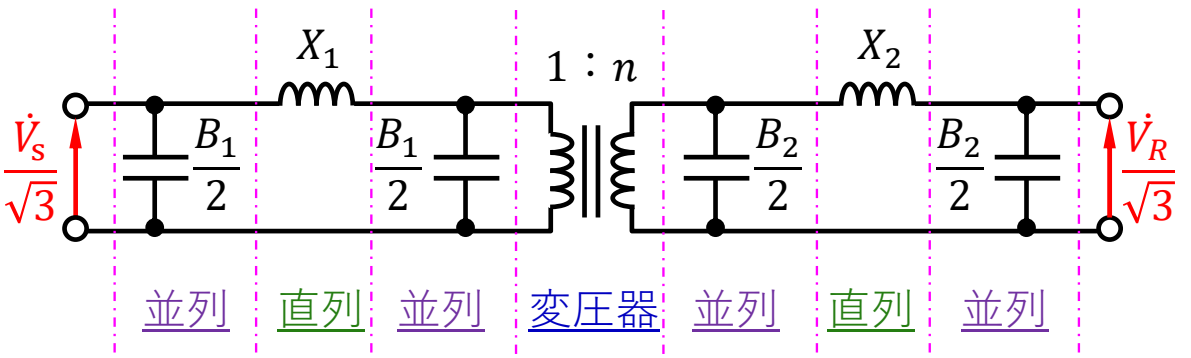 X₁
1 : n
X₂
V̇s/√3
B₁/2
B₁/2
B₂/2
B₂/2
V̇R/√3
並列
直列
並列
変圧器
並列
直列
並列